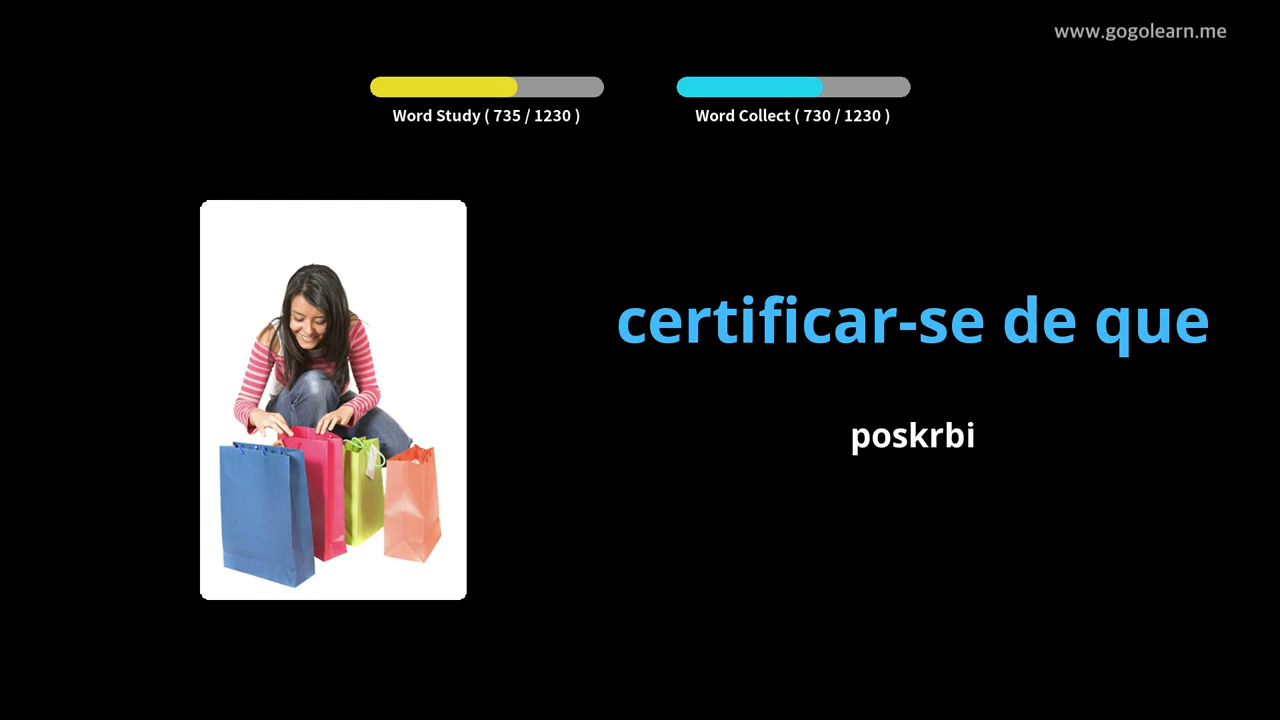 www.gogolearn.me
Word Study ( 735 / 1230 )
Word Collect ( 730 / 1230 )
certificar-se de que
poskrbi